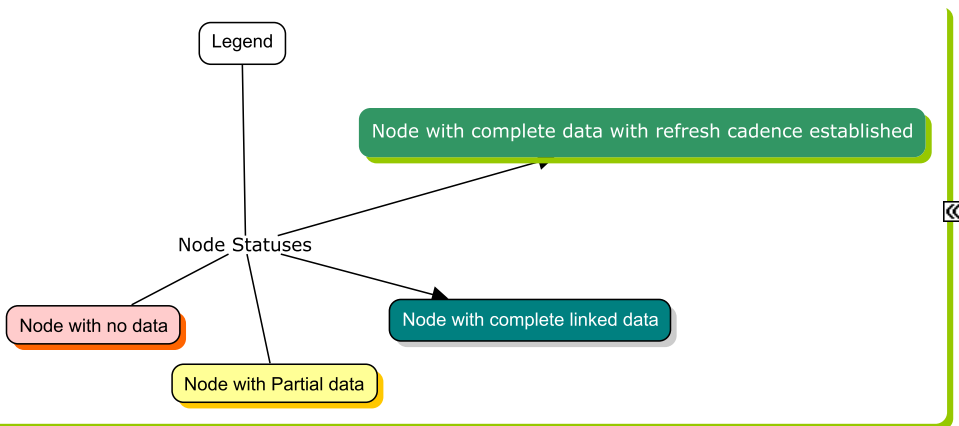 Legend
Node with complete data with refresh cadence established
Node Statuses
Node with no data
Node with complete linked data
Node with Partial data